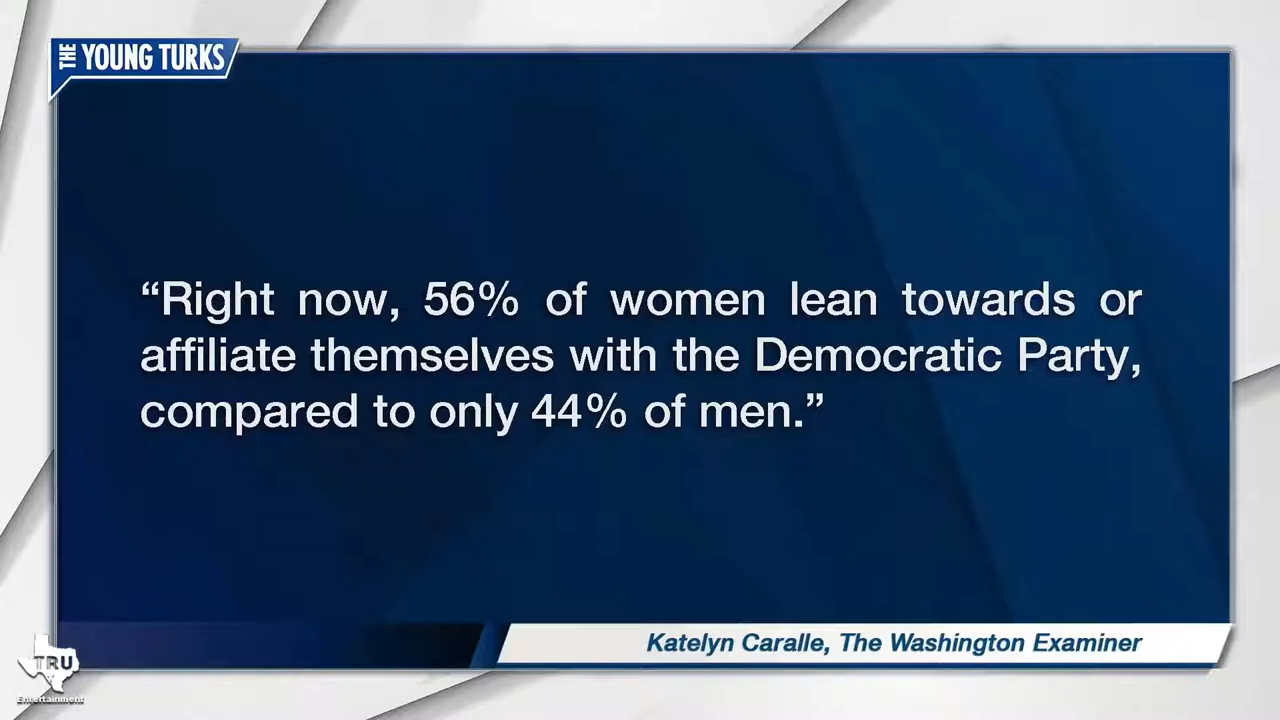 THE YOUNG TURKS
“Right now, 56% of women lean towards or
affiliate themselves with the Democratic Party,
compared to only 44% of men.”
Katelyn Caralle, The Washington Examiner
TRU
Entertainment